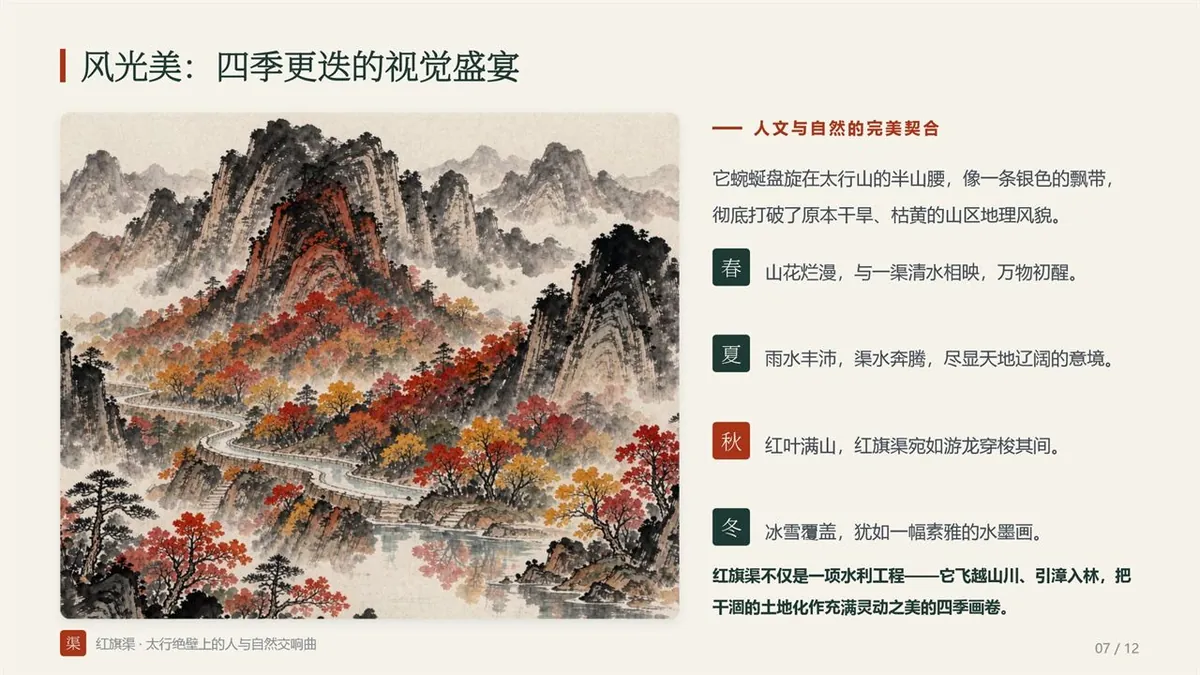 风光美：四季更迭的视觉盛宴
人文与自然的完美契合
它蜿蜒盘旋在太行山的半山腰，像一条银色的飘带，
彻底打破了原本干旱、枯黄的山区地理风貌。
春 山花烂漫，与一渠清水相映，万物初醒。
夏 雨水丰沛，渠水奔腾，尽显天地辽阔的意境。
秋 红叶满山，红旗渠宛如游龙穿梭其间。
冬 冰雪覆盖，犹如一幅素雅的水墨画。
红旗渠不仅是一项水利工程——它飞越山川、引漳入林，把
干涸的土地化作充满灵动之美的四季画卷。
渠 红旗渠 · 太行绝壁上的人与自然交响曲
07 / 12